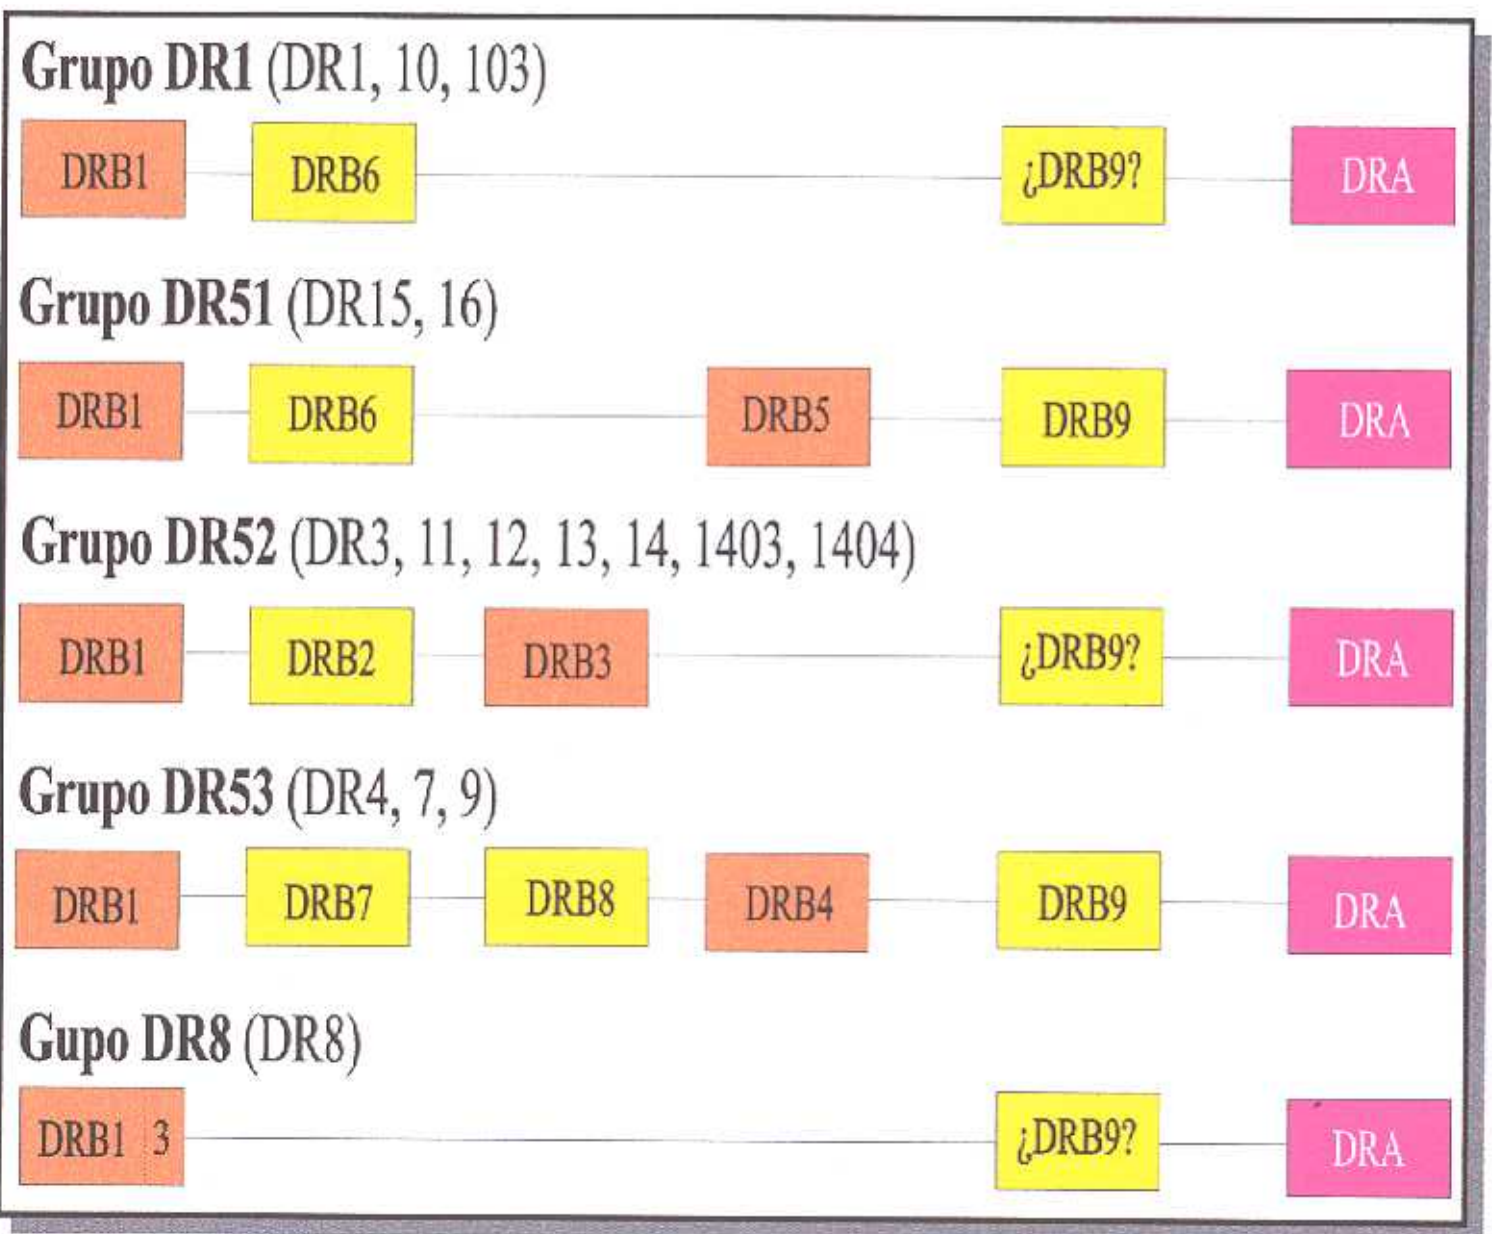 Grupo DR1 (DR1, 10, 103)
DRB1 DRB6 ¿DRB9? DRA
Grupo DR51 (DR15, 16)
DRB1 DRB6 DRB5 DRB9 DRA
Grupo DR52 (DR3, 11, 12, 13, 14, 1403, 1404)
DRB1 DRB2 DRB3 ¿DRB9? DRA
Grupo DR53 (DR4, 7, 9)
DRB1 DRB7 DRB8 DRB4 DRB9 DRA
Gupo DR8 (DR8)
DRB1 3 ¿DRB9? DRA